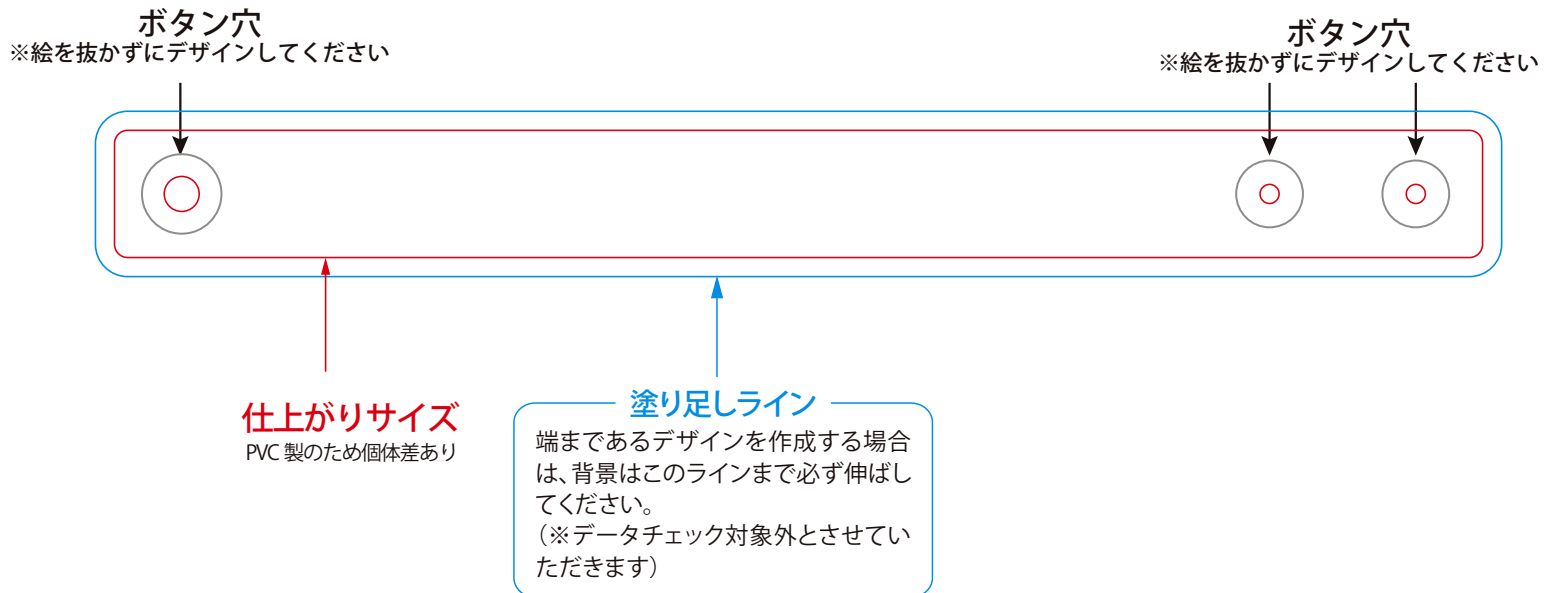 ボタン穴
※絵を抜かずにデザインしてください
ボタン穴
※絵を抜かずにデザインしてください
仕上がりサイズ
PVC 製のため個体差あり
塗り足しライン
端まであるデザインを作成する場合
は、背景はこのラインまで必ず伸ばし
てください。
（※データチェック対象外とさせてい
ただきます）